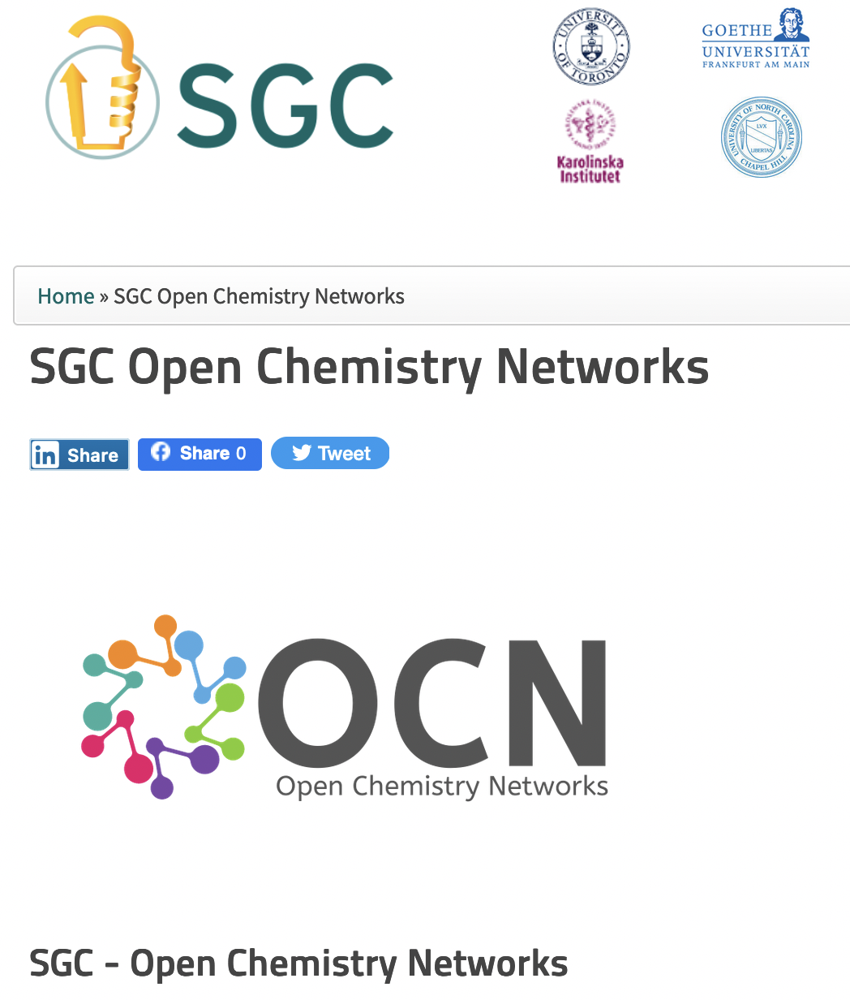 SGC
UNIVERSITY OF TORONTO
GOETHE
UNIVERSITÄT
FRANKFURT AM MAIN
Karolinska
Institutet
UNIVERSITY OF NORTH CAROLINA
CHAPEL HILL
LVX
LIBERTAS
Home » SGC Open Chemistry Networks
SGC Open Chemistry Networks
in Share
Share 0
Tweet
OCN
Open Chemistry Networks
SGC - Open Chemistry Networks